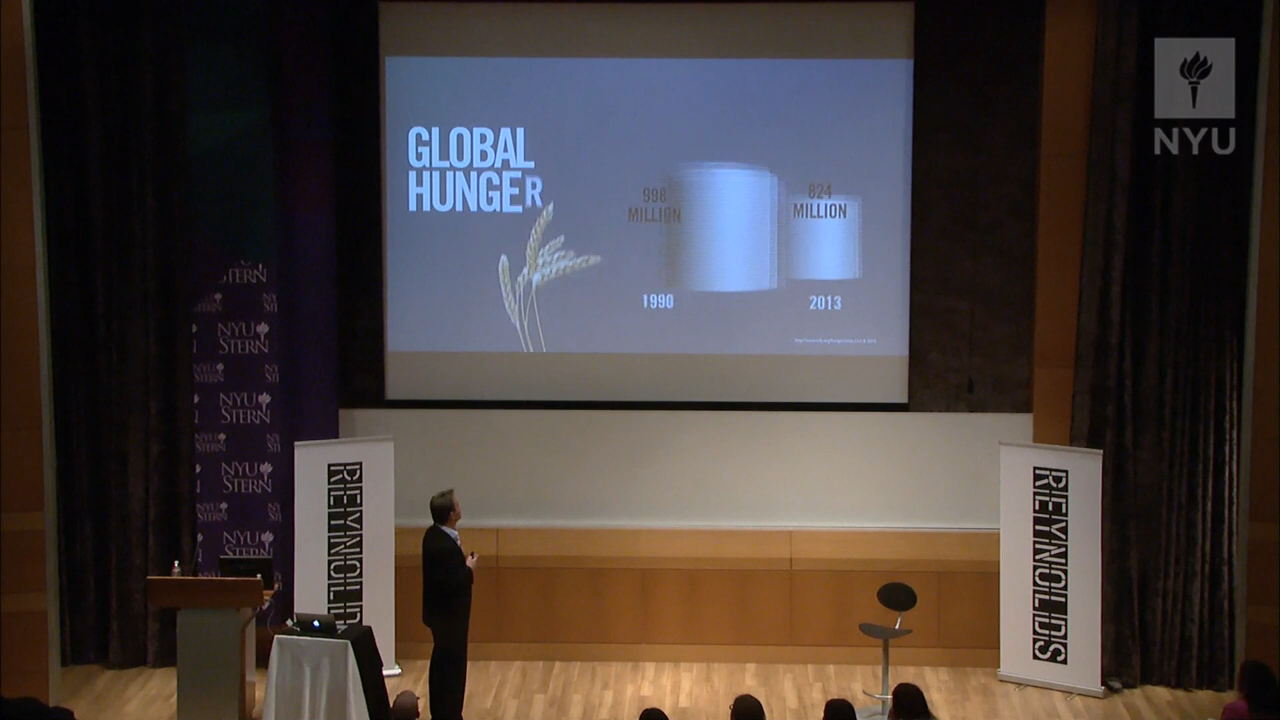 NYU
GLOBAL
HUNGER
998
MILLION
824
MILLION
1990
2013
STERN
NYU
STERN
NYU
STERN
NYU
STERN
NYU
STERN
REYNOLDS
REYNOLDS